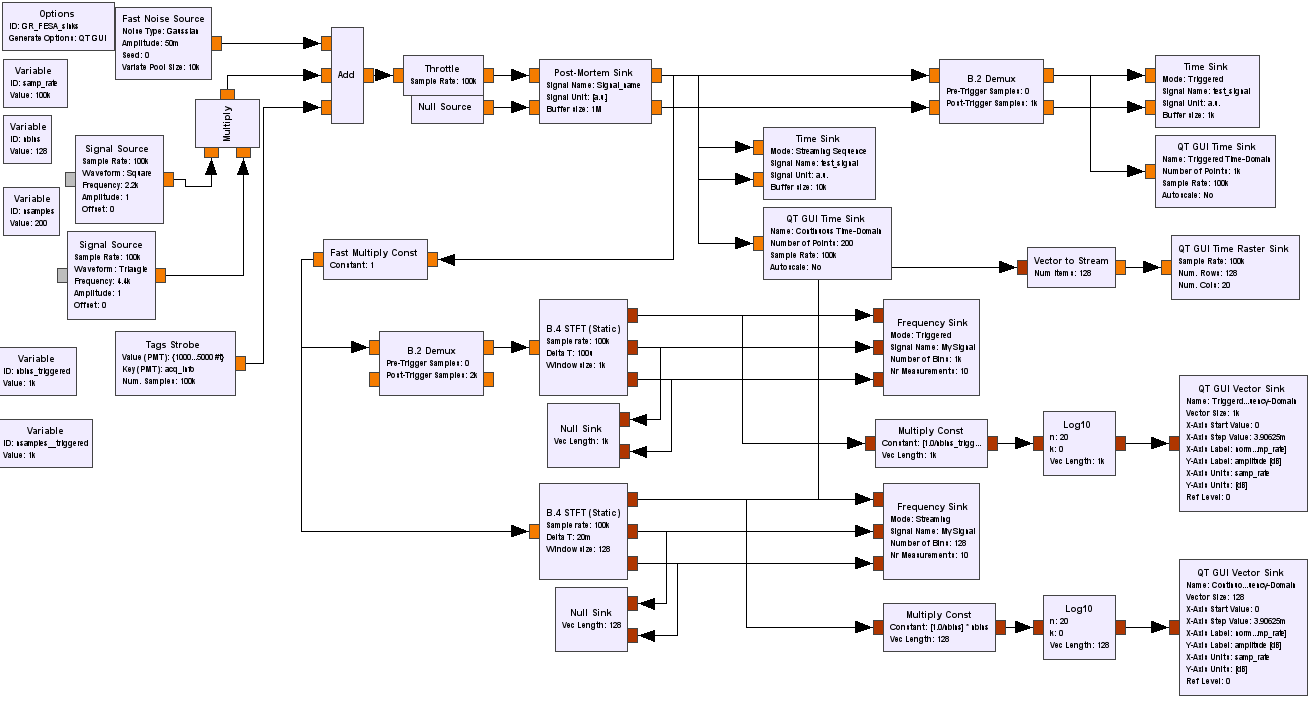 Options
ID: GR_FESA_sinks
Generate Options: QT GUI
Fast Noise Source
Noise Type: Gaussian
Amplitude: 50m
Seed: 0
Variate Pool Size: 10k
Variable
ID: samp_rate
Value: 100k
Variable
ID: nbins
Value: 128
Variable
ID: nsamples
Value: 200
Signal Source
Sample Rate: 100k
Waveform: Square
Frequency: 2.2k
Amplitude: 1
Offset: 0
Signal Source
Sample Rate: 100k
Waveform: Triangle
Frequency: 4.4k
Amplitude: 1
Offset: 0
Multiply
Add
Throttle
Sample Rate: 100k
Null Source
Post-Mortem Sink
Signal Name: Signal_name
Signal Unit: [a.u]
Buffer size: 1M
B.2 Demux
Pre-Trigger Samples: 0
Post-Trigger Samples: 1k
Time Sink
Mode: Triggered
Signal Name: test_signal
Signal Unit: a.u.
Buffer size: 1k
Time Sink
Mode: Streaming Sequence
Signal Name: test_signal
Signal Unit: a.u.
Buffer size: 10k
QT GUI Time Sink
Name: Triggered Time-Domain
Number of Points: 1k
Sample Rate: 100k
Autoscale: No
QT GUI Time Sink
Name: Continuous Time-Domain
Number of Points: 200
Sample Rate: 100k
Autoscale: No
Fast Multiply Const
Constant: 1
Vector to Stream
Num Items: 128
QT GUI Time Raster Sink
Sample Rate: 100k
Num. Rows: 128
Num. Cols: 20
Tags Strobe
Value (PMT): {1000...5000 #f}
Key (PMT): acq_info
Num. Samples: 100k
Variable
ID: nbins_triggered
Value: 1k
Variable
ID: nsamples__triggered
Value: 1k
B.2 Demux
Pre-Trigger Samples: 0
Post-Trigger Samples: 2k
B.4 STFT (Static)
Sample rate: 100k
Delta T: 100u
Window size: 1k
Frequency Sink
Mode: Triggered
Signal Name: MySignal
Number of Bins: 1k
Nr Measurements: 10
Null Sink
Vec Length: 1k
Multiply Const
Constant: [1.0/nbins_trigg...
Vec Length: 1k
Log10
n: 20
k: 0
Vec Length: 1k
QT GUI Vector Sink
Name: Triggerd...uency-Domain
Vector Size: 1k
X-Axis Start Value: 0
X-Axis Step Value: 3.90625m
X-Axis Label: norm...mp_rate]
Y-Axis Label: amplitude [dB]
X-Axis Units: samp_rate
Y-Axis Units: [dB]
Ref Level: 0
B.4 STFT (Static)
Sample rate: 100k
Delta T: 20m
Window size: 128
Frequency Sink
Mode: Streaming
Signal Name: MySignal
Number of Bins: 128
Nr Measurements: 10
Null Sink
Vec Length: 128
Multiply Const
Constant: [1.0/nbins] * nbins
Vec Length: 128
Log10
n: 20
k: 0
Vec Length: 128
QT GUI Vector Sink
Name: Continuo...uency-Domain
Vector Size: 128
X-Axis Start Value: 0
X-Axis Step Value: 3.90625m
X-Axis Label: norm...mp_rate]
Y-Axis Label: amplitude [dB]
X-Axis Units: samp_rate
Y-Axis Units: [dB]
Ref Level: 0